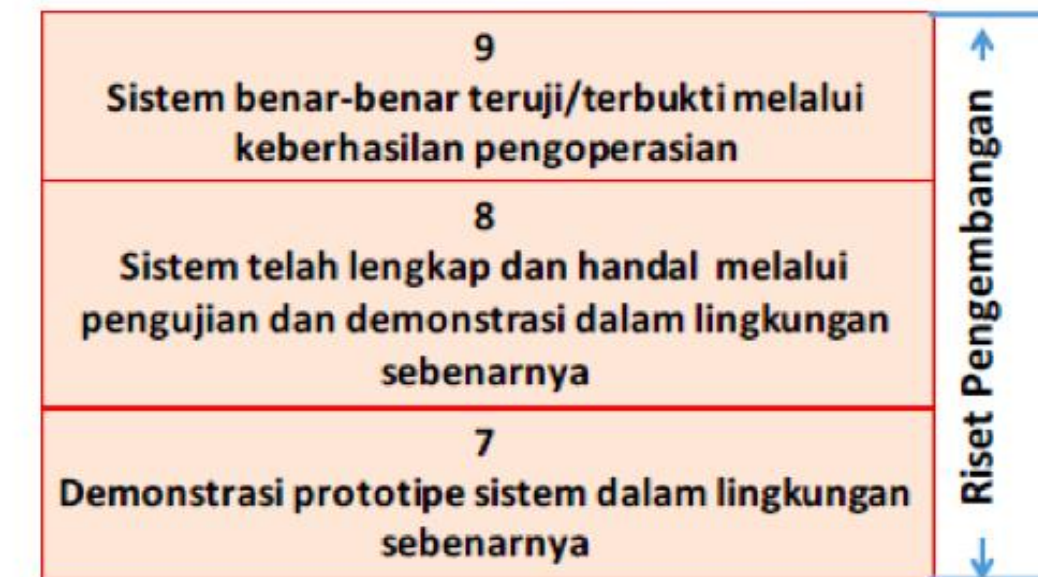 9
Sistem benar-benar teruji/terbukti melalui
keberhasilan pengoperasian
8
Sistem telah lengkap dan handal melalui
pengujian dan demonstrasi dalam lingkungan
sebenarnya
7
Demonstrasi prototipe sistem dalam lingkungan
sebenarnya
Riset Pengembangan